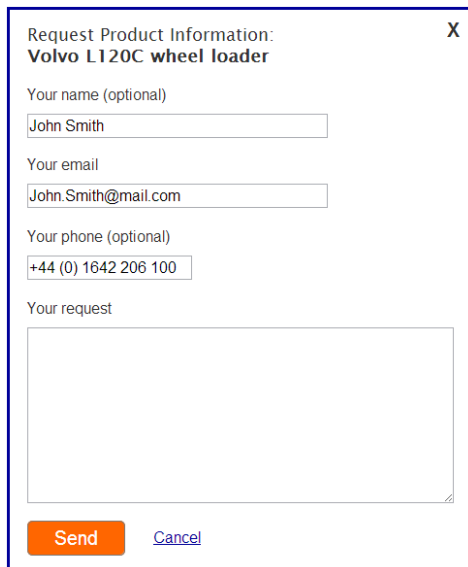 Request Product Information:
X
Volvo L120C wheel loader
Your name (optional)
John Smith
Your email
John.Smith@mail.com
Your phone (optional)
+44 (0) 1642 206 100
Your request
Send
Cancel